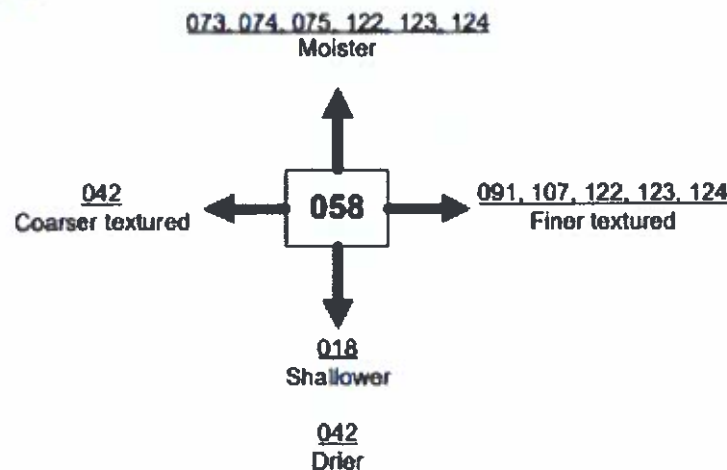 073, 074, 075, 122, 123, 124
Moister
042
Coarser textured
058
091, 107, 122, 123, 124
Finer textured
018
Shallower
042
Drier